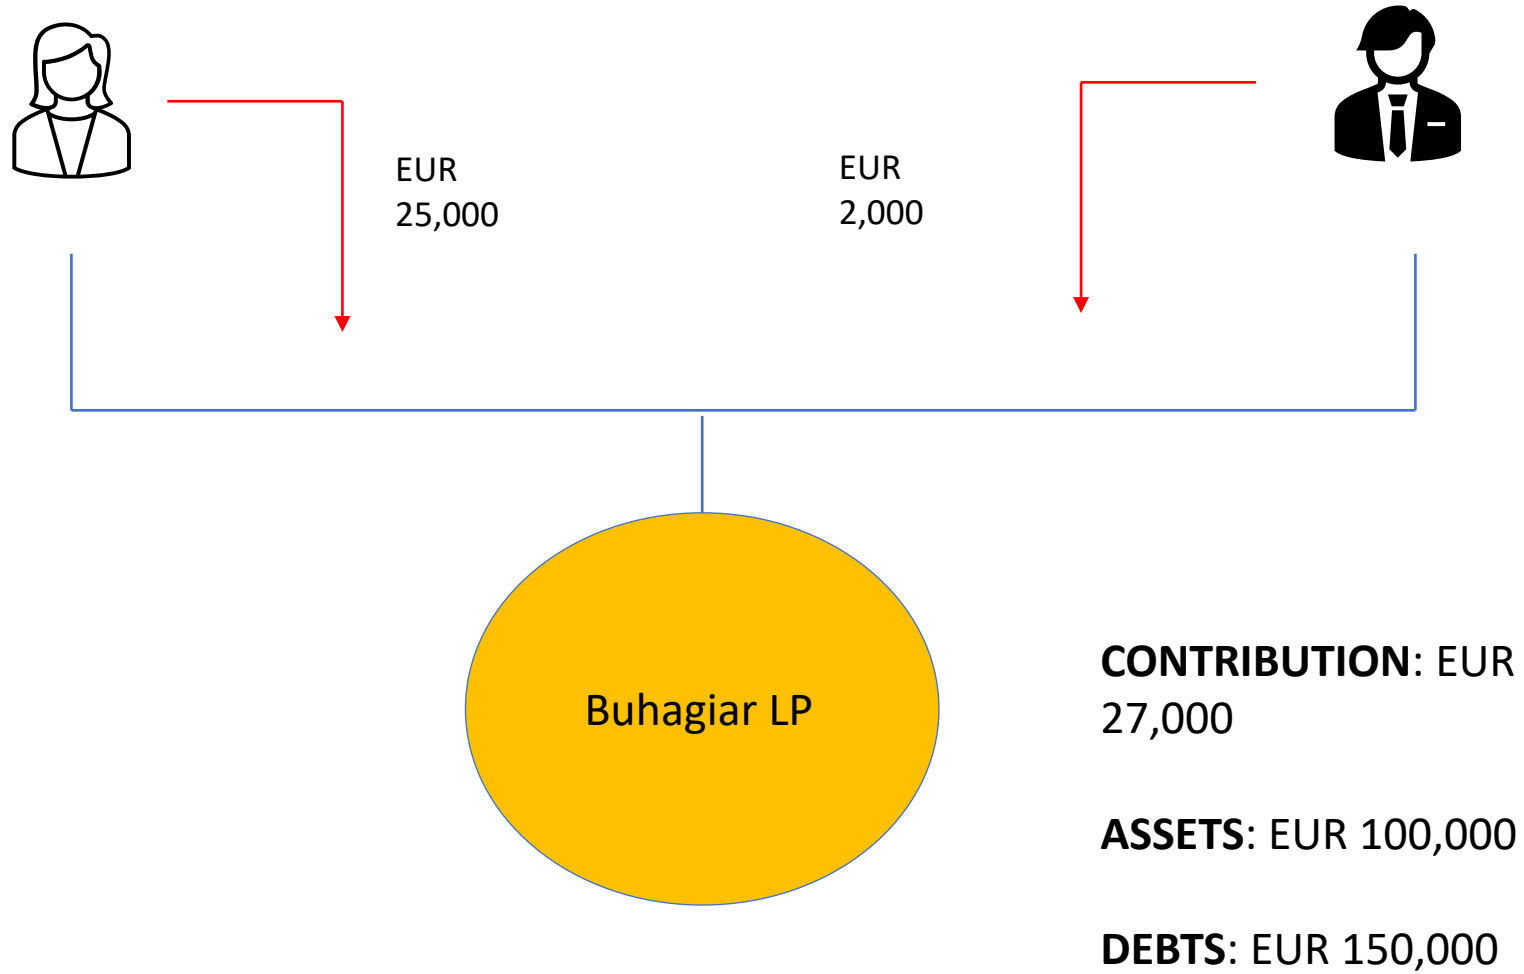 EUR
25,000
EUR
2,000
Buhagiar LP
CONTRIBUTION: EUR
27,000
ASSETS: EUR 100,000
DEBTS: EUR 150,000